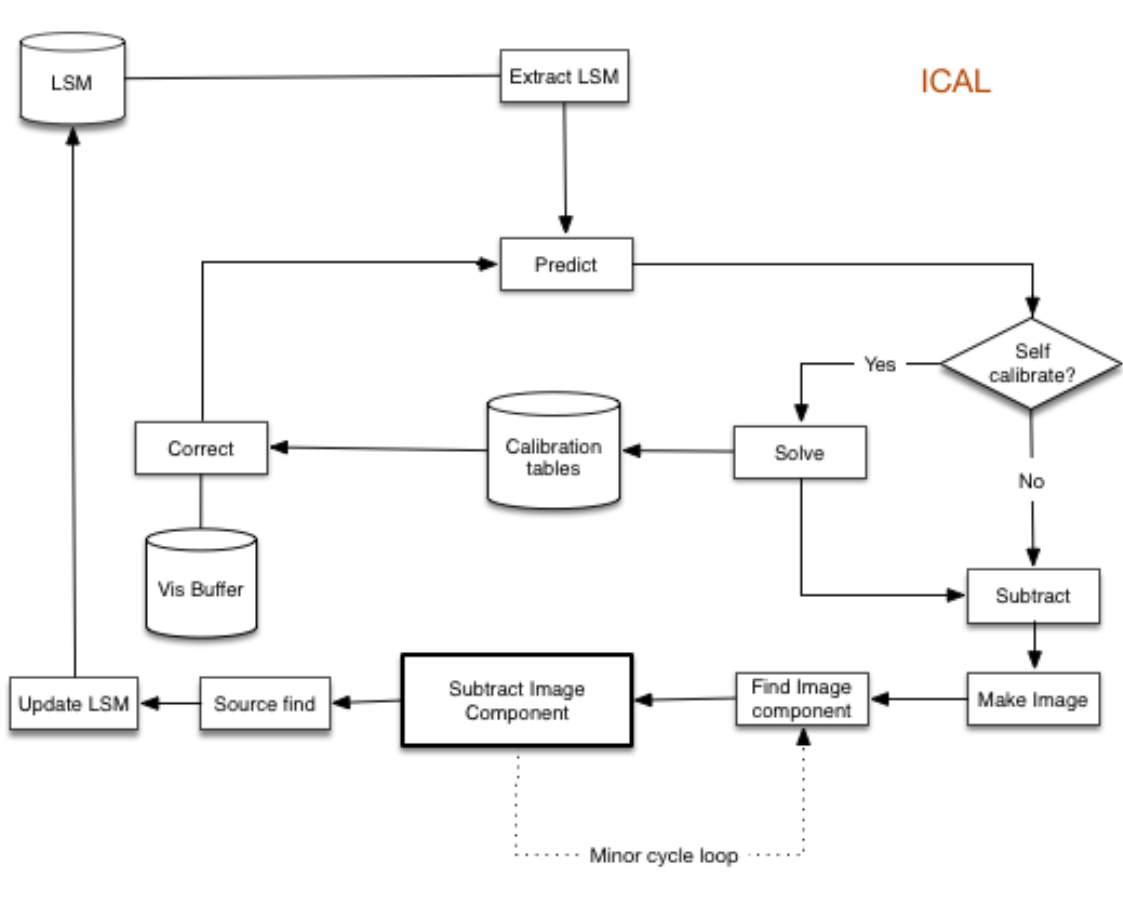 LSM
Extract LSM
ICAL
Predict
Self
calibrate?
Yes
Correct
Calibration
tables
Solve
No
Vis Buffer
Subtract
Update LSM
Source find
Subtract Image
Component
Find Image
component
Make Image
Minor cycle loop